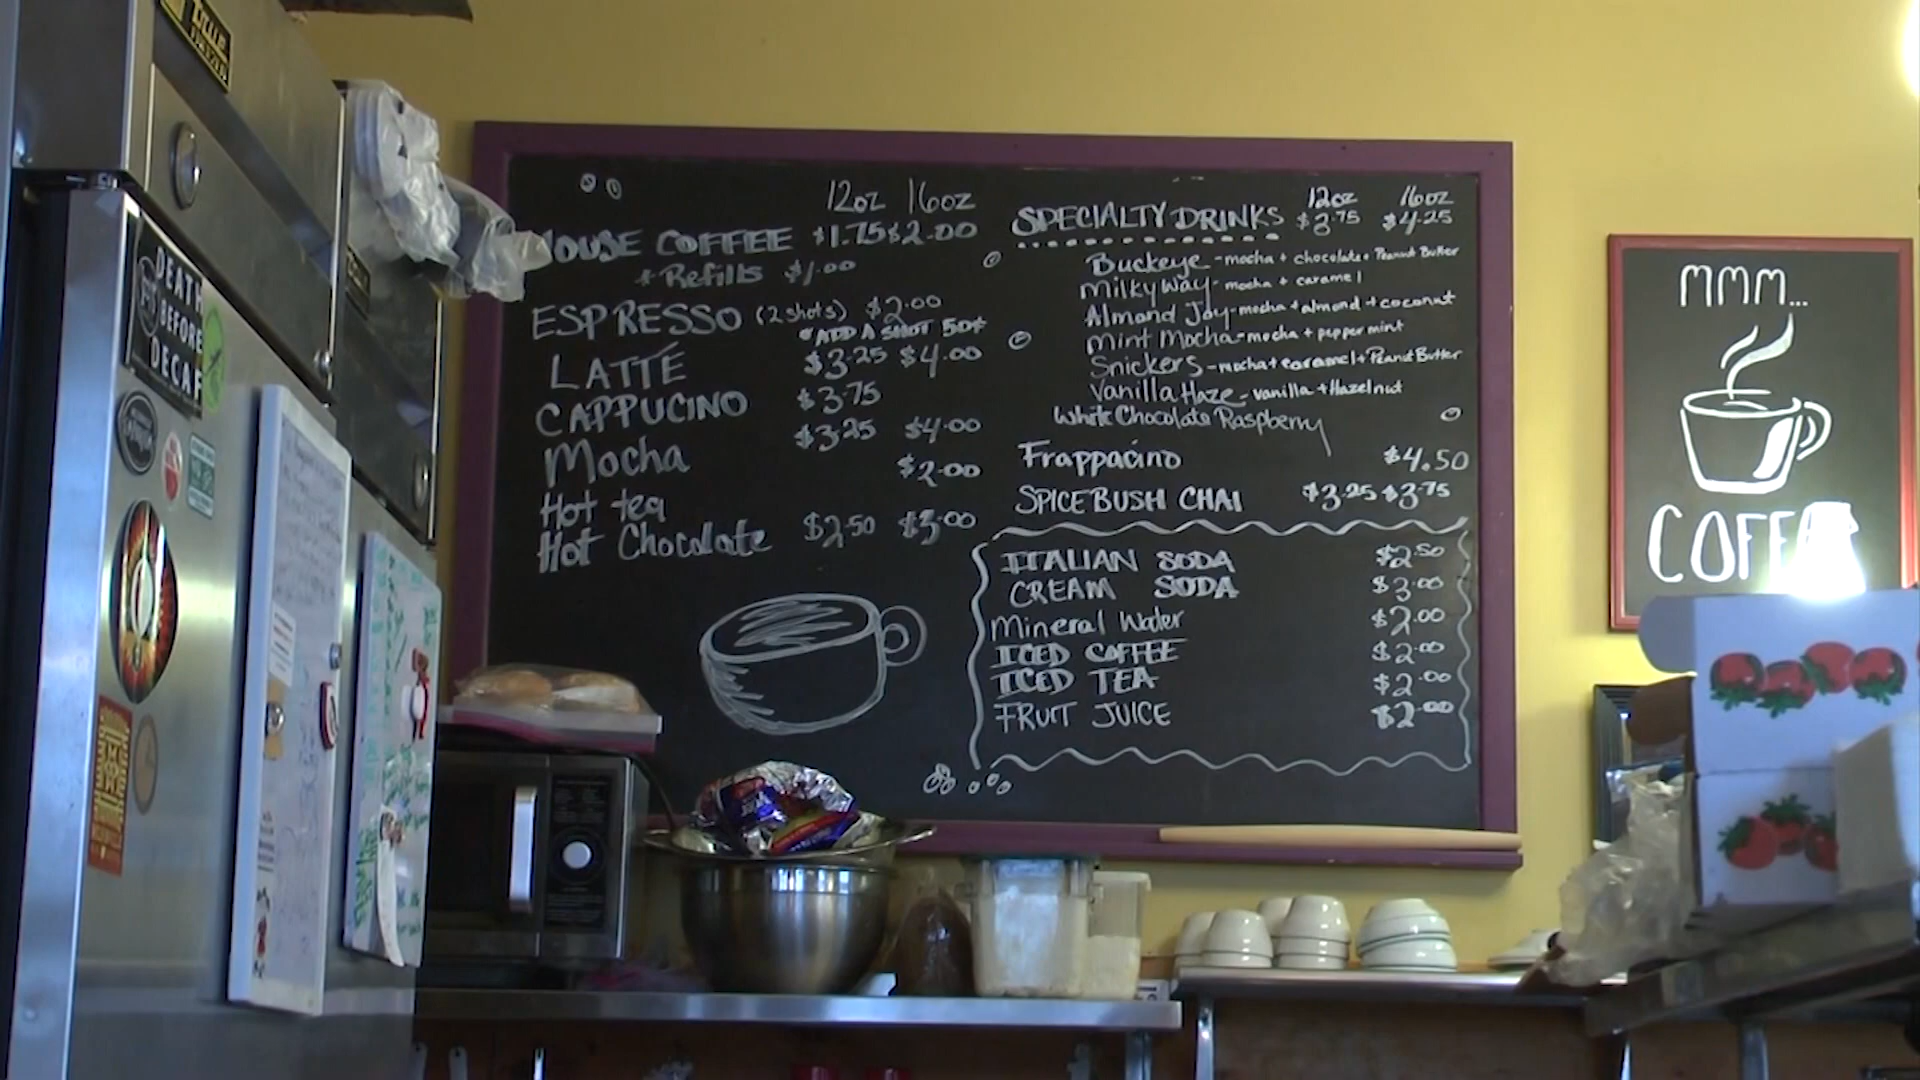 12oz 16oz
HOUSE COFFEE $1.75 $2.00
+ Refills $1.00
ESPRESSO (2 shots) $2.00
*ADD A SHOT 50¢
LATTE $3.25 $4.00
CAPPUCINO $3.75
Mocha $3.25 $4.00
Hot tea $2.00
Hot Chocolate $2.50 $3.00
12oz 16oz
SPECIALTY DRINKS $3.75 $4.25
Buckeye - mocha + chocolate + Peanut Butter
Milky Way - mocha + caramel
Almond Joy - mocha + almond + coconut
Mint Mocha - mocha + peppermint
Snickers - mocha + caramel + Peanut Butter
Vanilla Haze - vanilla + Hazelnut
White Chocolate Raspberry
Frappacino $4.50
SPICEBUSH CHAI $3.25 $3.75
ITALIAN SODA $2.50
CREAM SODA $3.00
Mineral Water $2.00
ICED COFFEE $2.00
ICED TEA $2.00
FRUIT JUICE $2.00
MMM...
COFFEE
DEATH
BEFORE
DECAF